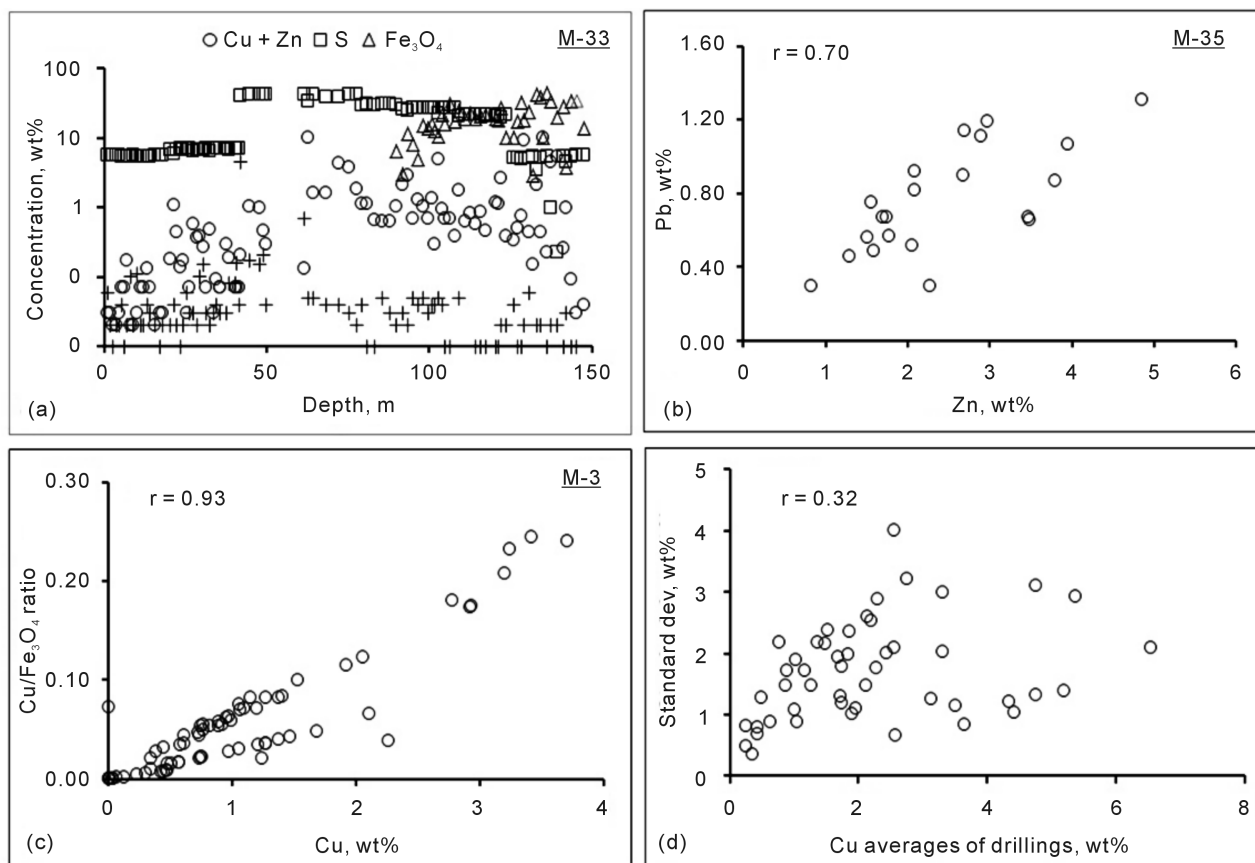 ○ Cu + Zn □ S △ Fe₃O₄
M-33
100
10
1
0
0
Concentration, wt%
0
50
100
150
Depth, m
(a)
r = 0.70
M-35
1.60
1.20
0.80
0.40
0.00
Pb, wt%
0
1
2
3
4
5
6
Zn, wt%
(b)
r = 0.93
M-3
0.30
0.20
0.10
0.00
Cu/Fe₃O₄ ratio
0
1
2
3
4
Cu, wt%
(c)
r = 0.32
5
4
3
2
1
0
Standard dev, wt%
0
2
4
6
8
Cu averages of drillings, wt%
(d)